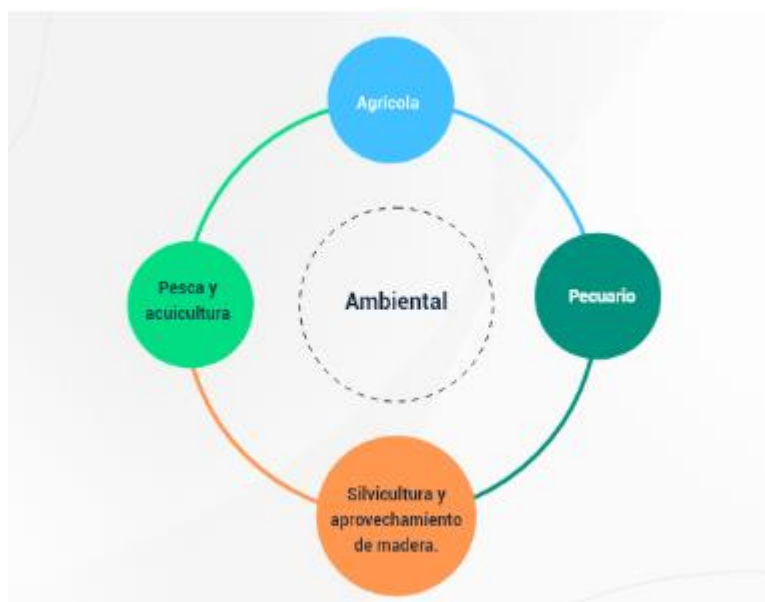 Agrícola
Pesca y
acuicultura
Ambiental
Pecuario
Silvicultura y
aprovechamiento
de madera.